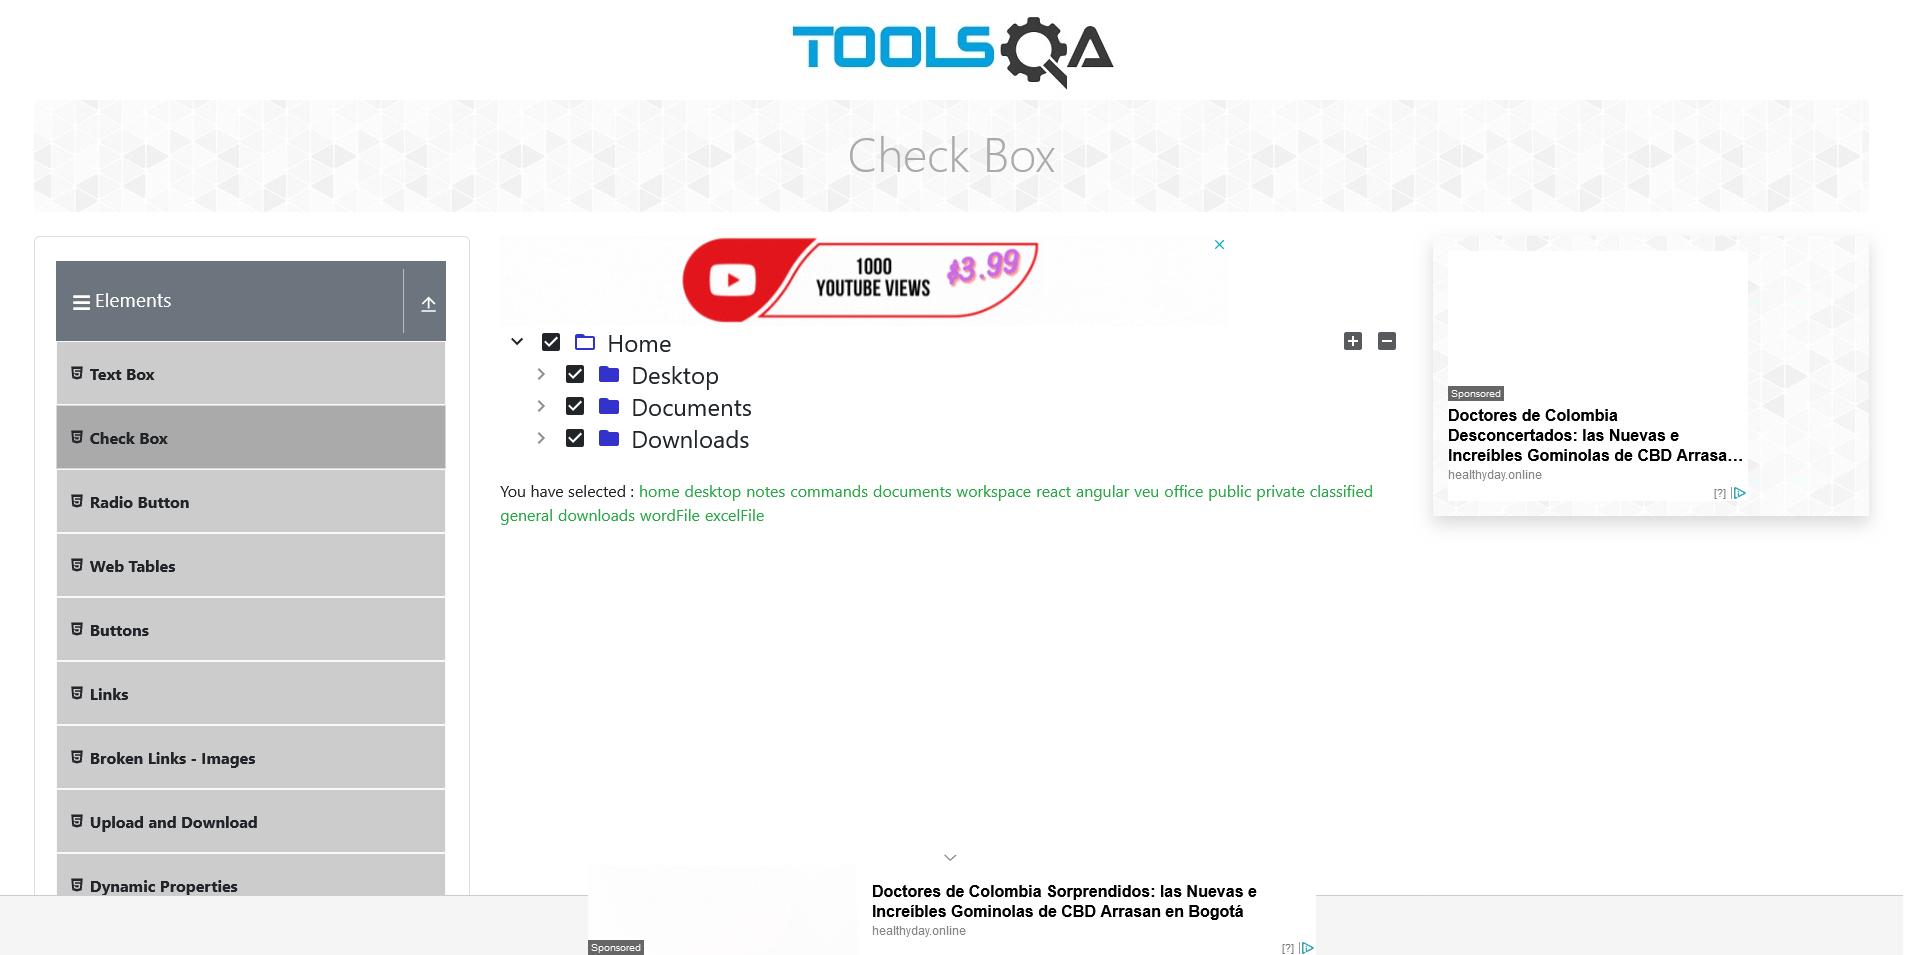 TOOLSQA
Check Box
Elements
Text Box
Check Box
Radio Button
Web Tables
Buttons
Links
Broken Links - Images
Upload and Download
Dynamic Properties
1000
YOUTUBE VIEWS
$3.99
Home
Desktop
Documents
Downloads
You have selected : home desktop notes commands documents workspace react angular veu office public private classified
general downloads wordFile excelFile
Sponsored
Doctores de Colombia
Desconcertados: las Nuevas e
Increíbles Gominolas de CBD Arrasa...
healthyday.online
[?]
Doctores de Colombia Sorprendidos: las Nuevas e
Increíbles Gominolas de CBD Arrasan en Bogotá
healthyday.online
Sponsored
[?]